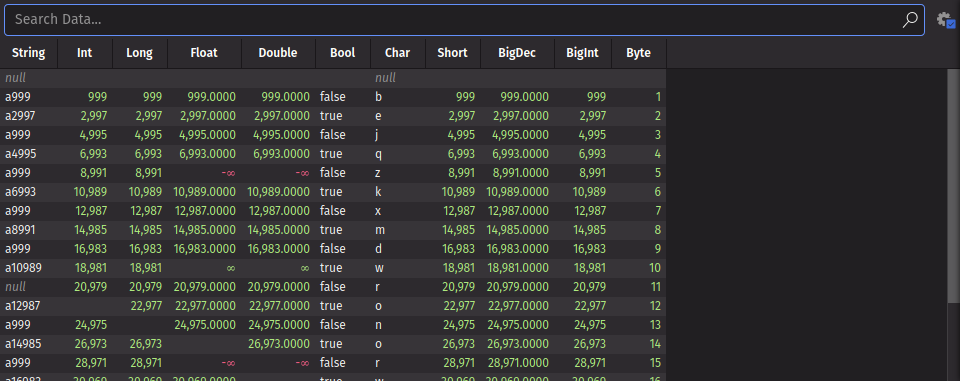 Search Data...
String Int Long Float Double Bool Char Short BigDec BigInt Byte
null null
a999 999 999 999.0000 999.0000 false b 999 999.0000 999 1
a2997 2,997 2,997 2,997.0000 2,997.0000 true e 2,997 2,997.0000 2,997 2
a999 4,995 4,995 4,995.0000 4,995.0000 false j 4,995 4,995.0000 4,995 3
a4995 6,993 6,993 6,993.0000 6,993.0000 true q 6,993 6,993.0000 6,993 4
a999 8,991 8,991 -∞ -∞ false z 8,991 8,991.0000 8,991 5
a6993 10,989 10,989 10,989.0000 10,989.0000 true k 10,989 10,989.0000 10,989 6
a999 12,987 12,987 12,987.0000 12,987.0000 false x 12,987 12,987.0000 12,987 7
a8991 14,985 14,985 14,985.0000 14,985.0000 true m 14,985 14,985.0000 14,985 8
a999 16,983 16,983 16,983.0000 16,983.0000 false d 16,983 16,983.0000 16,983 9
a10989 18,981 18,981 ∞ ∞ true w 18,981 18,981.0000 18,981 10
null 20,979 20,979 20,979.0000 20,979.0000 false r 20,979 20,979.0000 20,979 11
a12987 22,977 22,977.0000 22,977.0000 true o 22,977 22,977.0000 22,977 12
a999 24,975 24,975.0000 24,975.0000 false n 24,975 24,975.0000 24,975 13
a14985 26,973 26,973 26,973.0000 true o 26,973 26,973.0000 26,973 14
a999 28,971 28,971 -∞ -∞ false r 28,971 28,971.0000 28,971 15